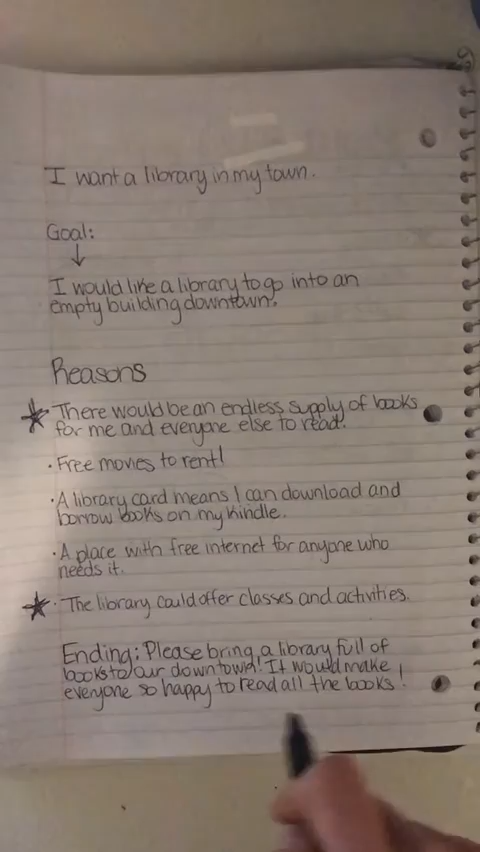 I want a library in my town.
Goal:
↓
I would like a library to go into an
empty building downtown.
Reasons
★ There would be an endless supply of books
for me and everyone else to read.
· Free movies to rent!
· A library card means I can download and
borrow books on my Kindle.
· A place with free internet for anyone who
needs it.
★ · The library could offer classes and activities.
Ending: Please bring a library full of
books to our downtown! It would make
everyone so happy to read all the books!